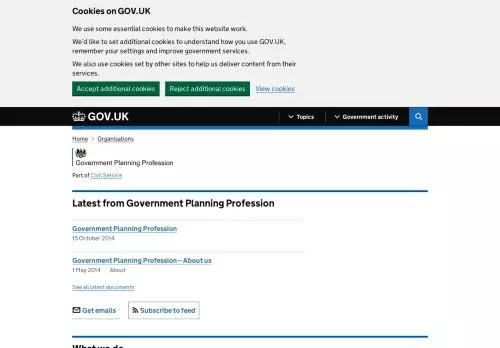 Cookies on GOV.UK
We use some essential cookies to make this website work.
We'd like to set additional cookies to understand how you use GOV.UK,
remember your settings and improve government services.
We also use cookies set by other sites to help us deliver content from their
services.
Accept additional cookies Reject additional cookies View cookies
GOV.UK Topics Government activity
Home Organisations
Government Planning Profession
Part of Civil Service
Latest from Government Planning Profession
Government Planning Profession
15 October 2014
Government Planning Profession – About us
1 May 2014 About
See all latest documents
Get emails Subscribe to feed
What we do